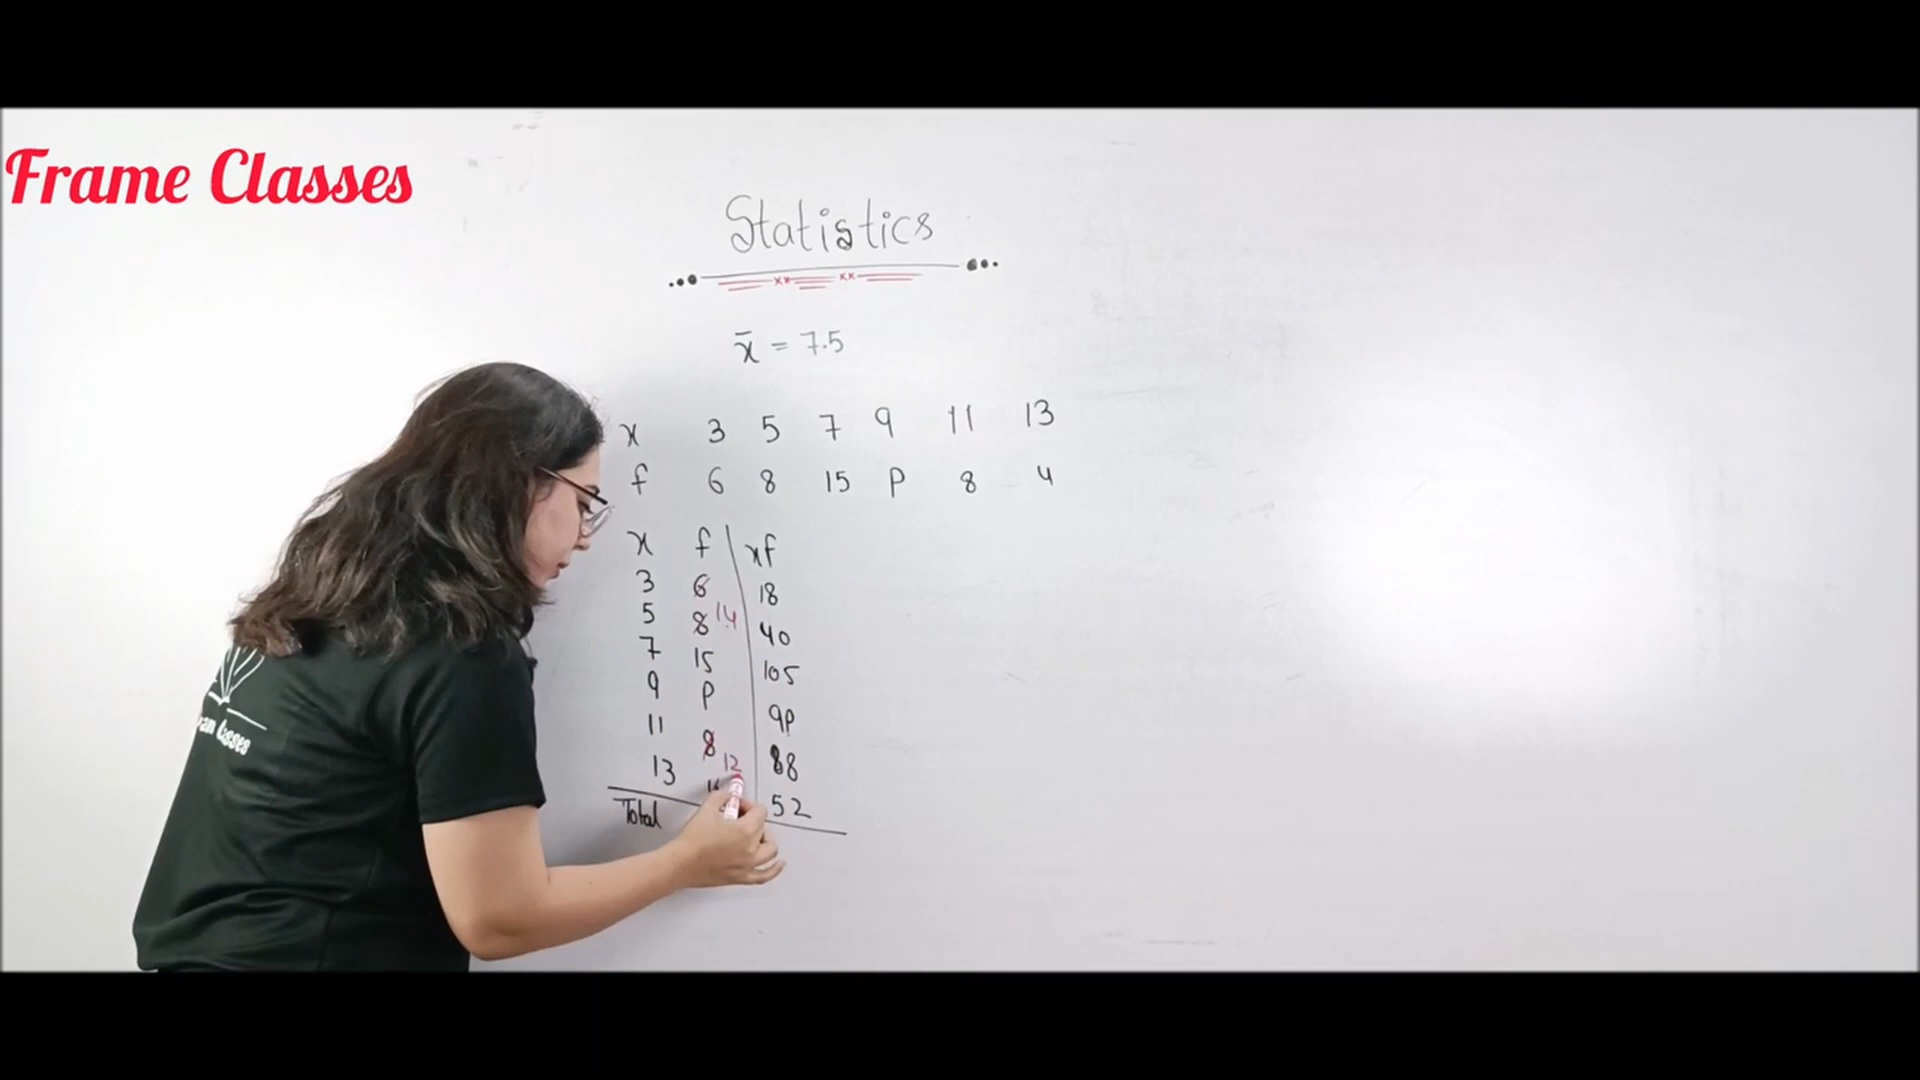 Frame Classes
Statistics
x̄ = 7.5
x 3 5 7 9 11 13
f 6 8 15 P 8 4
x f xf
3 6 18
5 8 14 40
7 15 105
9 P 9P
11 8 88
13 12 52
Total